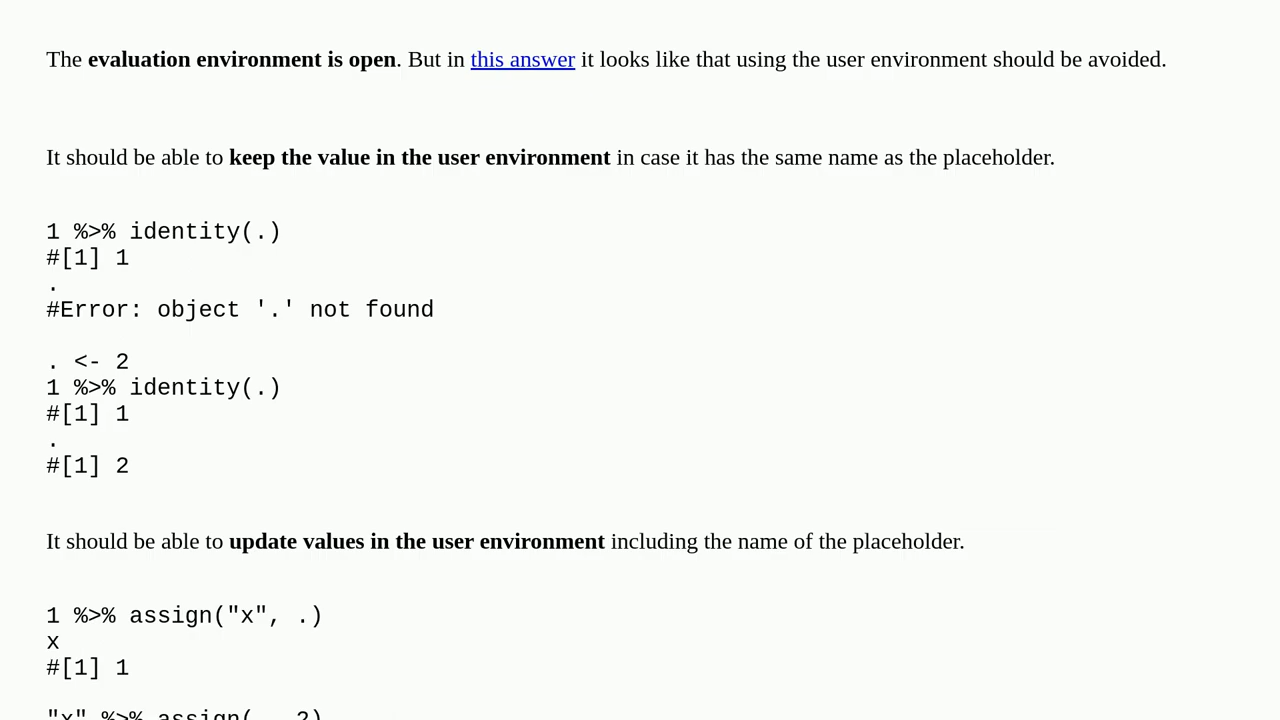 The evaluation environment is open. But in this answer it looks like that using the user environment should be avoided.
It should be able to keep the value in the user environment in case it has the same name as the placeholder.
1 %>% identity(.)
#[1] 1
.
#Error: object '.' not found
. <- 2
1 %>% identity(.)
#[1] 1
.
#[1] 2
It should be able to update values in the user environment including the name of the placeholder.
1 %>% assign("x", .)
x
#[1] 1
"x" %>% assign(., 2)